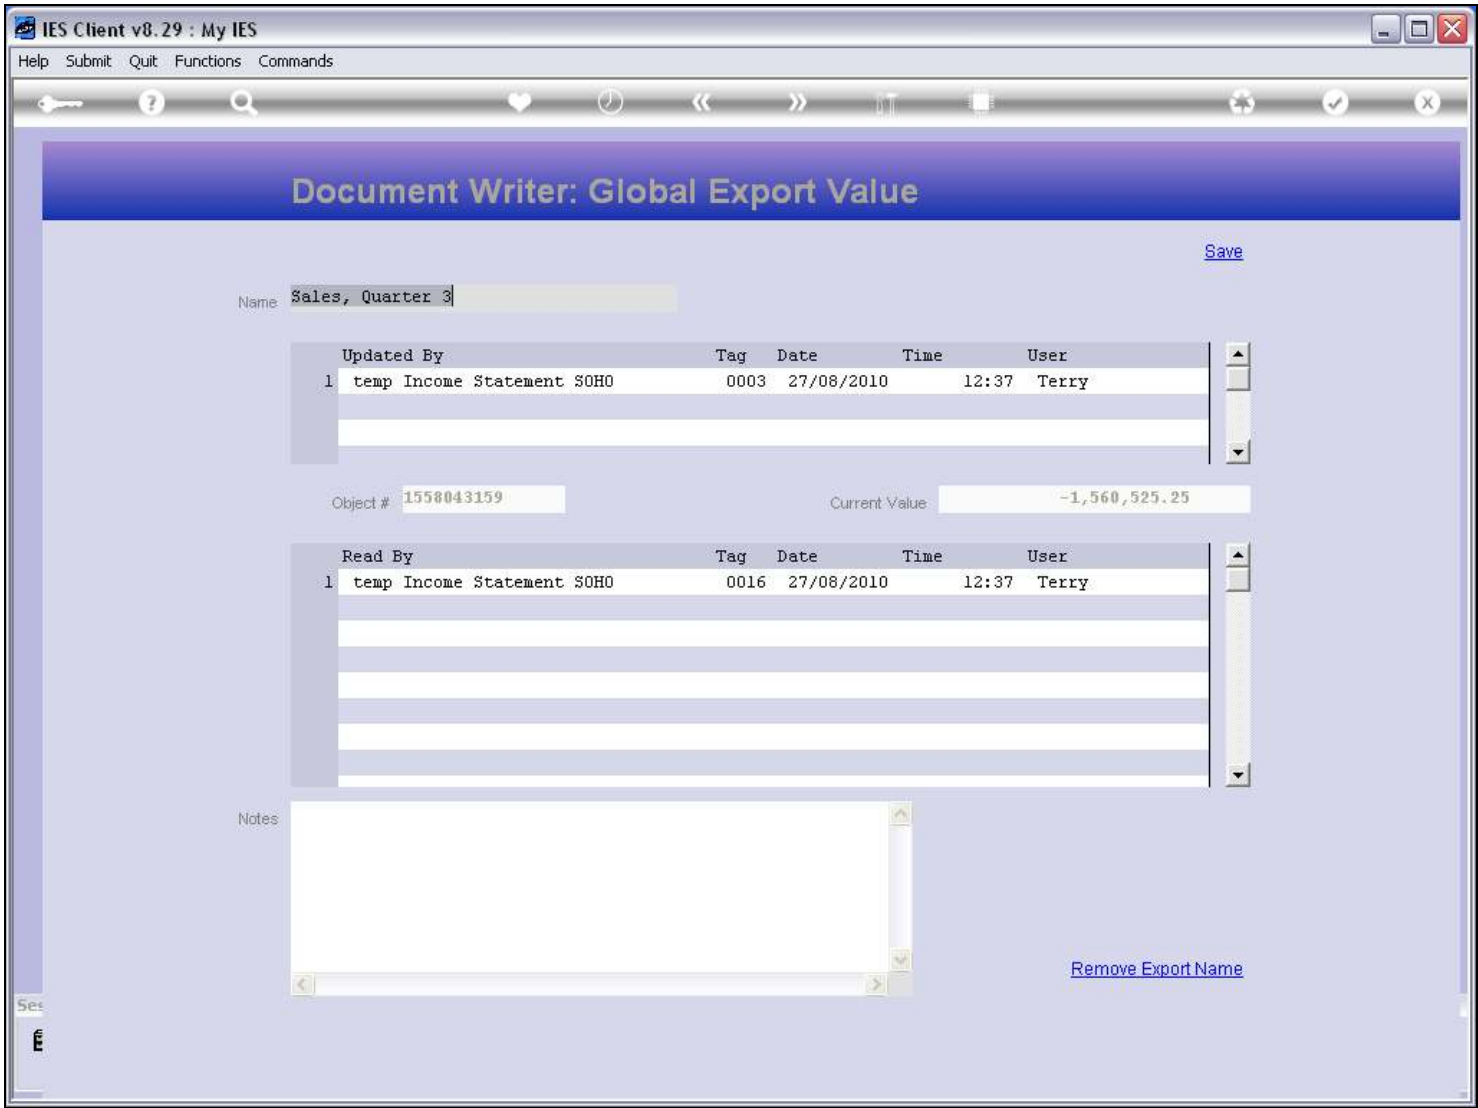 IES Client v8.29 : My IES
Help Submit Quit Functions Commands
Document Writer: Global Export Value
Save
Name Sales, Quarter 3
Updated By Tag Date Time User
1 temp Income Statement SOHO 0003 27/08/2010 12:37 Terry
Object # 1558043159 Current Value -1,560,525.25
Read By Tag Date Time User
1 temp Income Statement SOHO 0016 27/08/2010 12:37 Terry
Notes
Remove Export Name
Ses